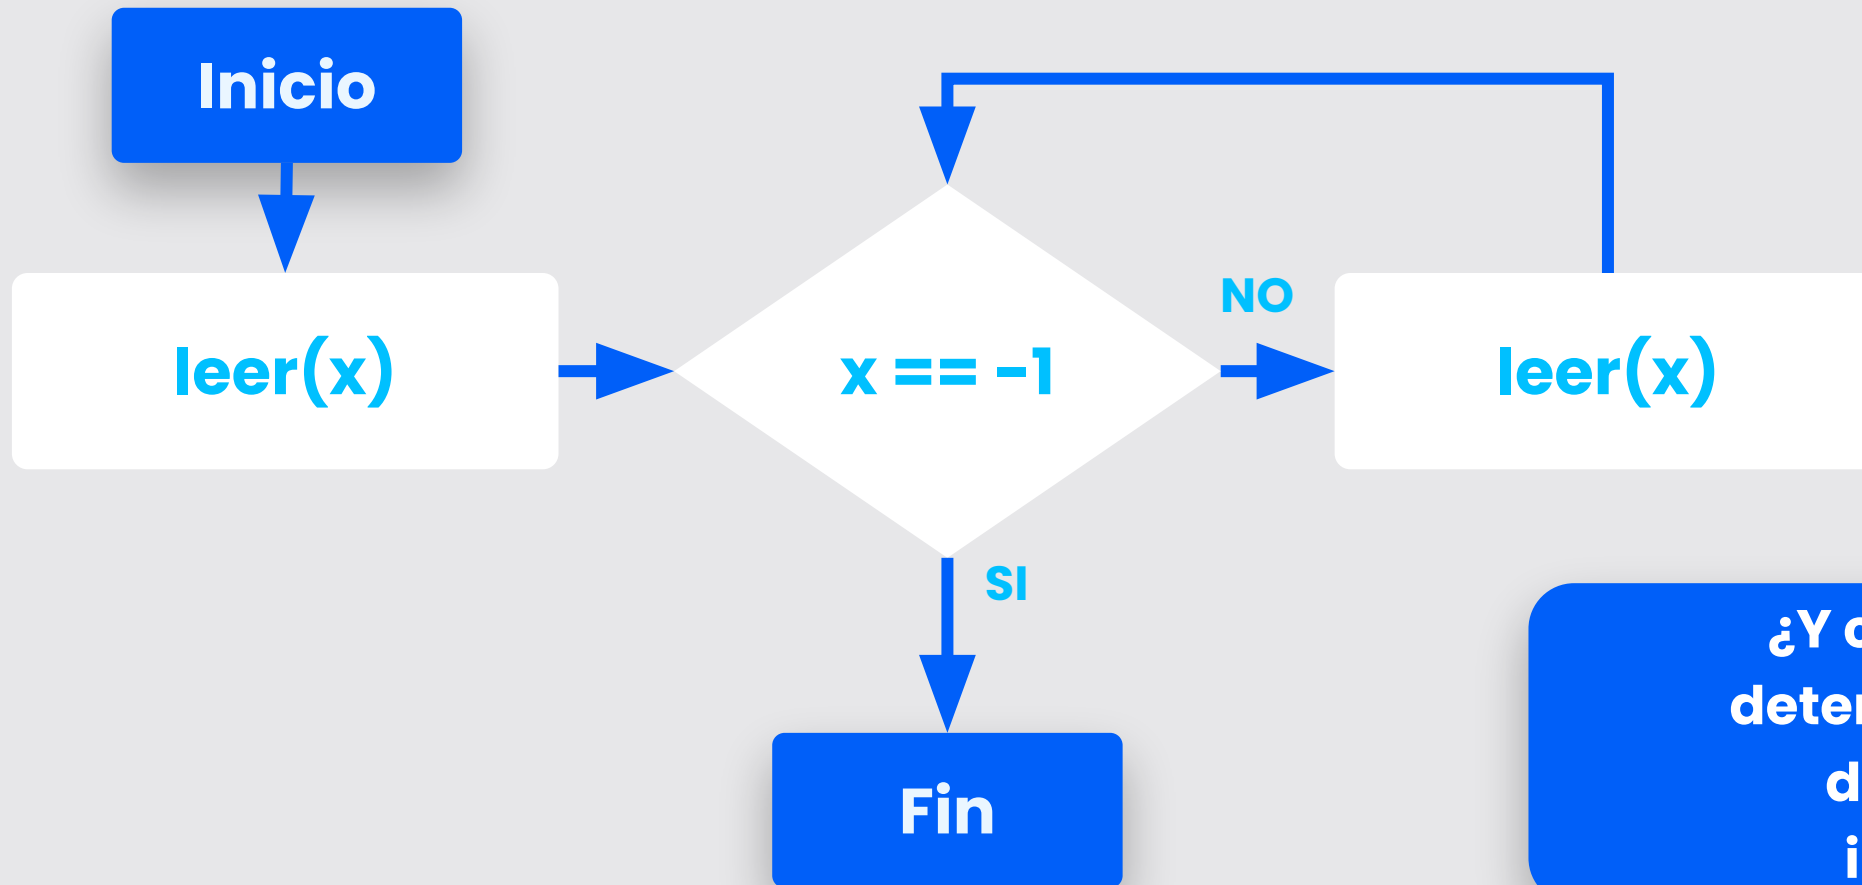 Inicio
leer(x)
x == -1
NO
leer(x)
SI
Fin
¿Y